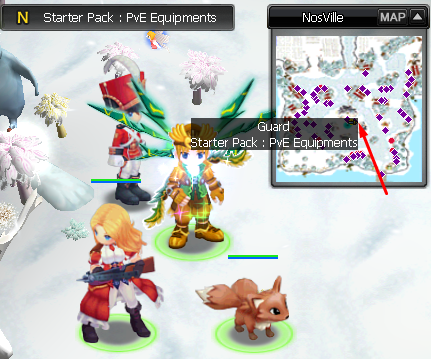 N Starter Pack : PvE Equipments
NosVille MAP
Guard
Starter Pack : PvE Equipments